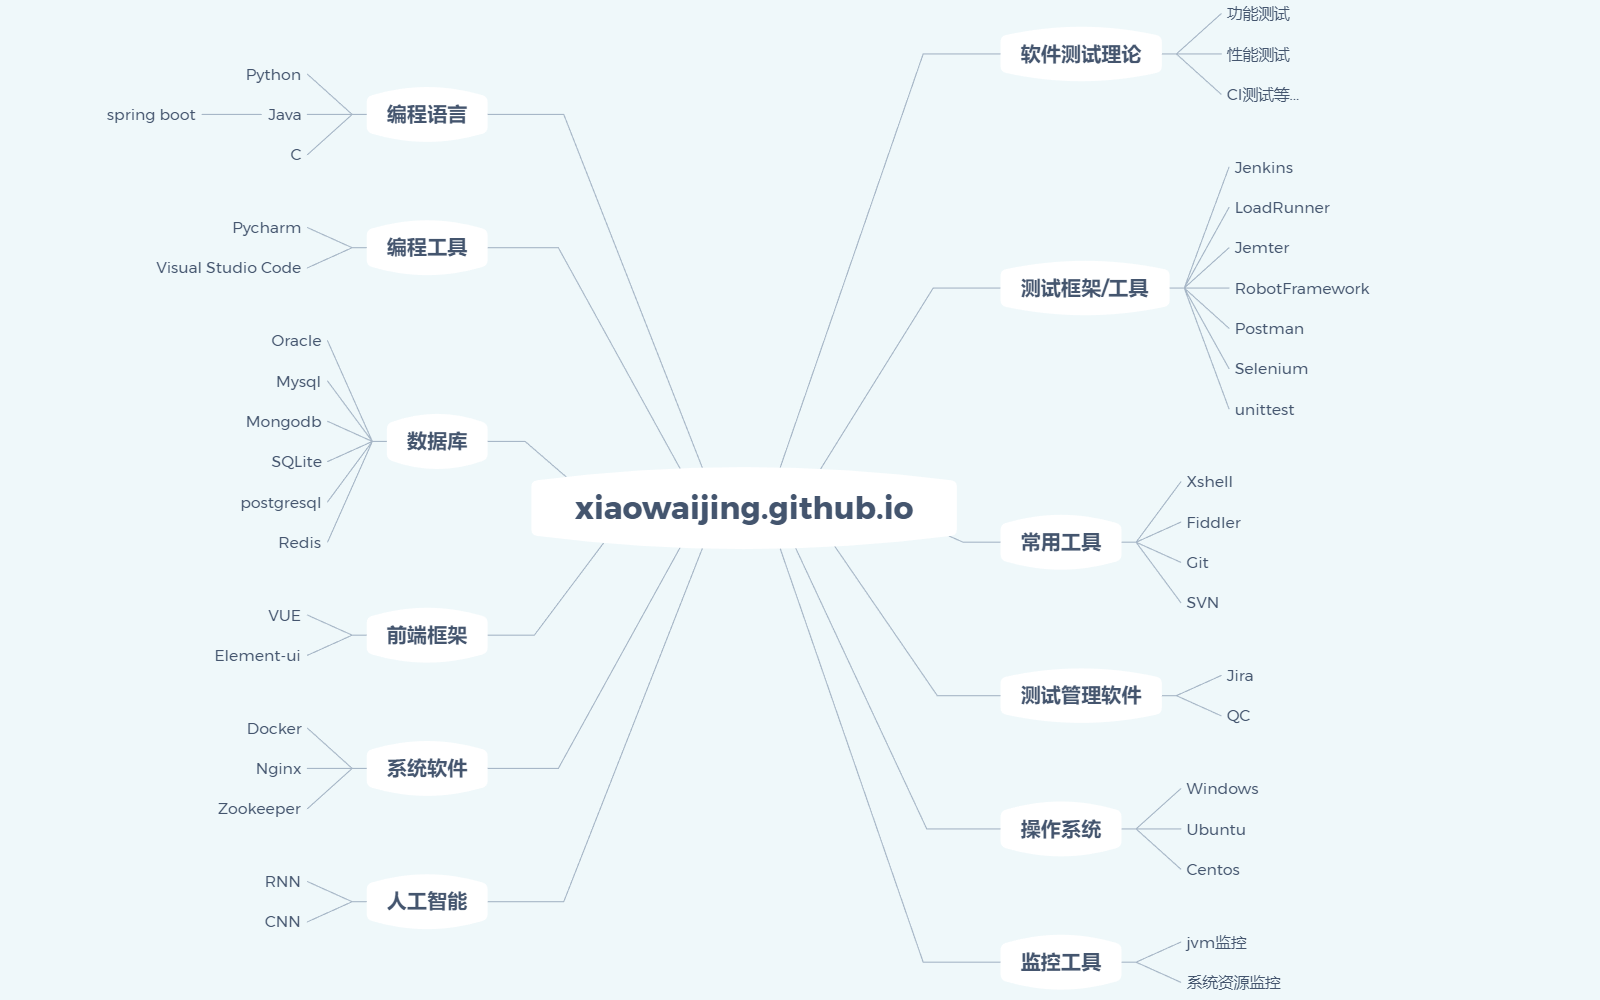 xiaowaijing.github.io
编程语言
Python
Java
spring boot
C
编程工具
Pycharm
Visual Studio Code
数据库
Oracle
Mysql
Mongodb
SQLite
postgresql
Redis
前端框架
VUE
Element-ui
系统软件
Docker
Nginx
Zookeeper
人工智能
RNN
CNN
软件测试理论
功能测试
性能测试
CI测试等...
测试框架/工具
Jenkins
LoadRunner
Jemter
RobotFramework
Postman
Selenium
unittest
常用工具
Xshell
Fiddler
Git
SVN
测试管理软件
Jira
QC
操作系统
Windows
Ubuntu
Centos
监控工具
jvm监控
系统资源监控